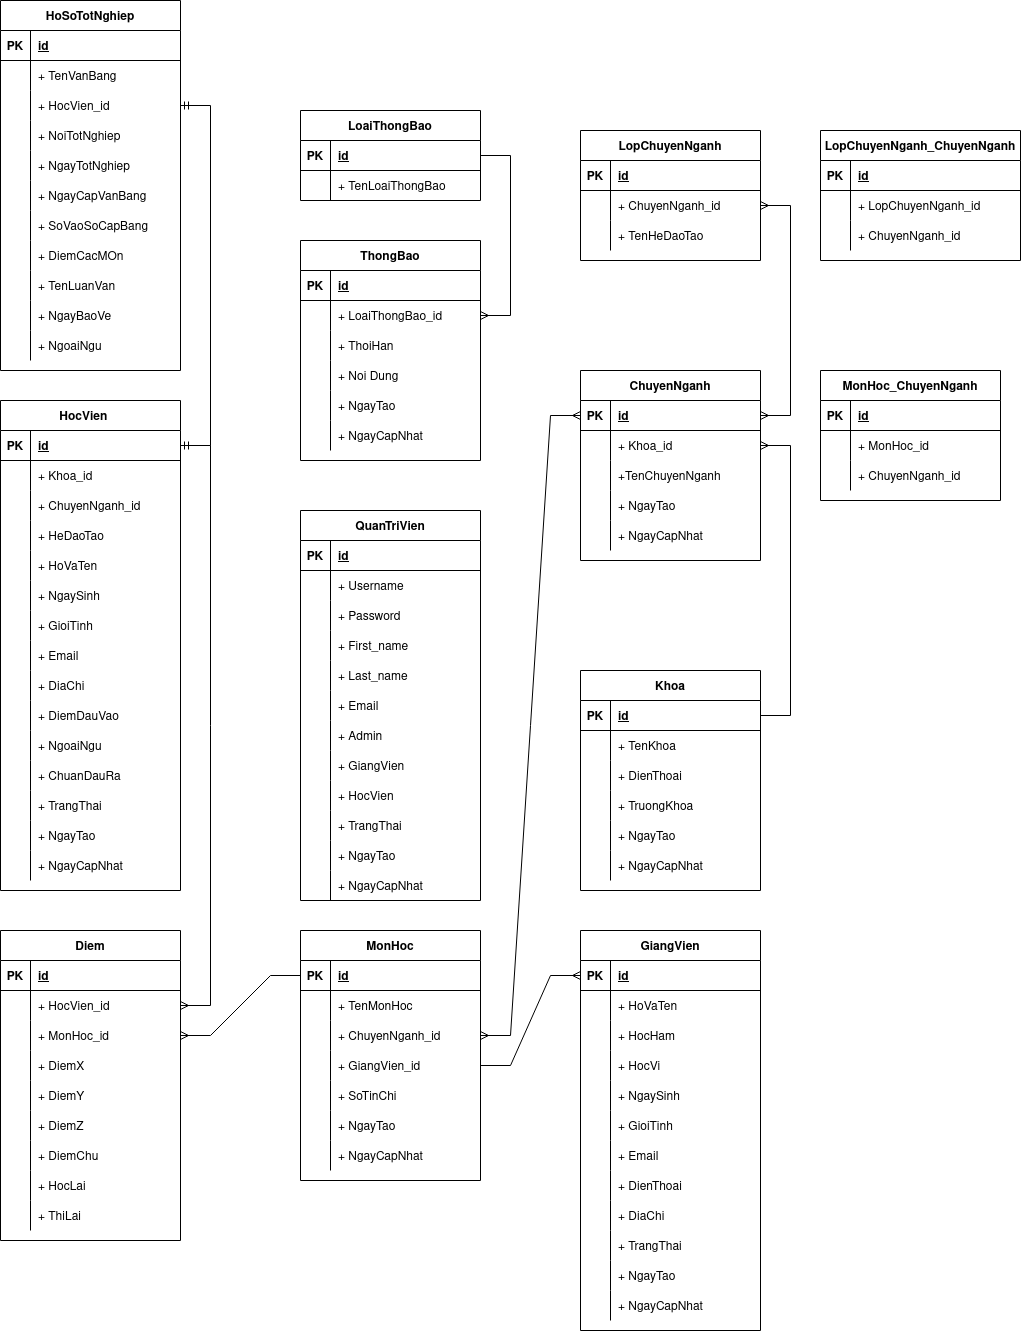 HoSoTotNghiep
PK id
+ TenVanBang
+ HocVien_id
+ NoiTotNghiep
+ NgayTotNghiep
+ NgayCapVanBang
+ SoVaoSoCapBang
+ DiemCacMOn
+ TenLuanVan
+ NgayBaoVe
+ NgoaiNgu
HocVien
PK id
+ Khoa_id
+ ChuyenNganh_id
+ HeDaoTao
+ HoVaTen
+ NgaySinh
+ GioiTinh
+ Email
+ DiaChi
+ DiemDauVao
+ NgoaiNgu
+ ChuanDauRa
+ TrangThai
+ NgayTao
+ NgayCapNhat
Diem
PK id
+ HocVien_id
+ MonHoc_id
+ DiemX
+ DiemY
+ DiemZ
+ DiemChu
+ HocLai
+ ThiLai
LoaiThongBao
PK id
+ TenLoaiThongBao
ThongBao
PK id
+ LoaiThongBao_id
+ ThoiHan
+ Noi Dung
+ NgayTao
+ NgayCapNhat
QuanTriVien
PK id
+ Username
+ Password
+ First_name
+ Last_name
+ Email
+ Admin
+ GiangVien
+ HocVien
+ TrangThai
+ NgayTao
+ NgayCapNhat
MonHoc
PK id
+ TenMonHoc
+ ChuyenNganh_id
+ GiangVien_id
+ SoTinChi
+ NgayTao
+ NgayCapNhat
LopChuyenNganh
PK id
+ ChuyenNganh_id
+ TenHeDaoTao
ChuyenNganh
PK id
+ Khoa_id
+TenChuyenNganh
+ NgayTao
+ NgayCapNhat
Khoa
PK id
+ TenKhoa
+ DienThoai
+ TruongKhoa
+ NgayTao
+ NgayCapNhat
GiangVien
PK id
+ HoVaTen
+ HocHam
+ HocVi
+ NgaySinh
+ GioiTinh
+ Email
+ DienThoai
+ DiaChi
+ TrangThai
+ NgayTao
+ NgayCapNhat
LopChuyenNganh_ChuyenNganh
PK id
+ LopChuyenNganh_id
+ ChuyenNganh_id
MonHoc_ChuyenNganh
PK id
+ MonHoc_id
+ ChuyenNganh_id